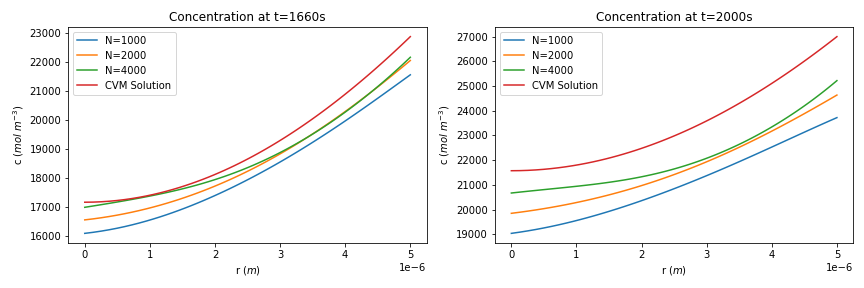 Concentration at t=1660s
c (mol m⁻³)
23000
22000
21000
20000
19000
18000
17000
16000
N=1000
N=2000
N=4000
CVM Solution
0 1 2 3 4 5
1e−6
r (m)
Concentration at t=2000s
c (mol m⁻³)
27000
26000
25000
24000
23000
22000
21000
20000
19000
N=1000
N=2000
N=4000
CVM Solution
0 1 2 3 4 5
1e−6
r (m)